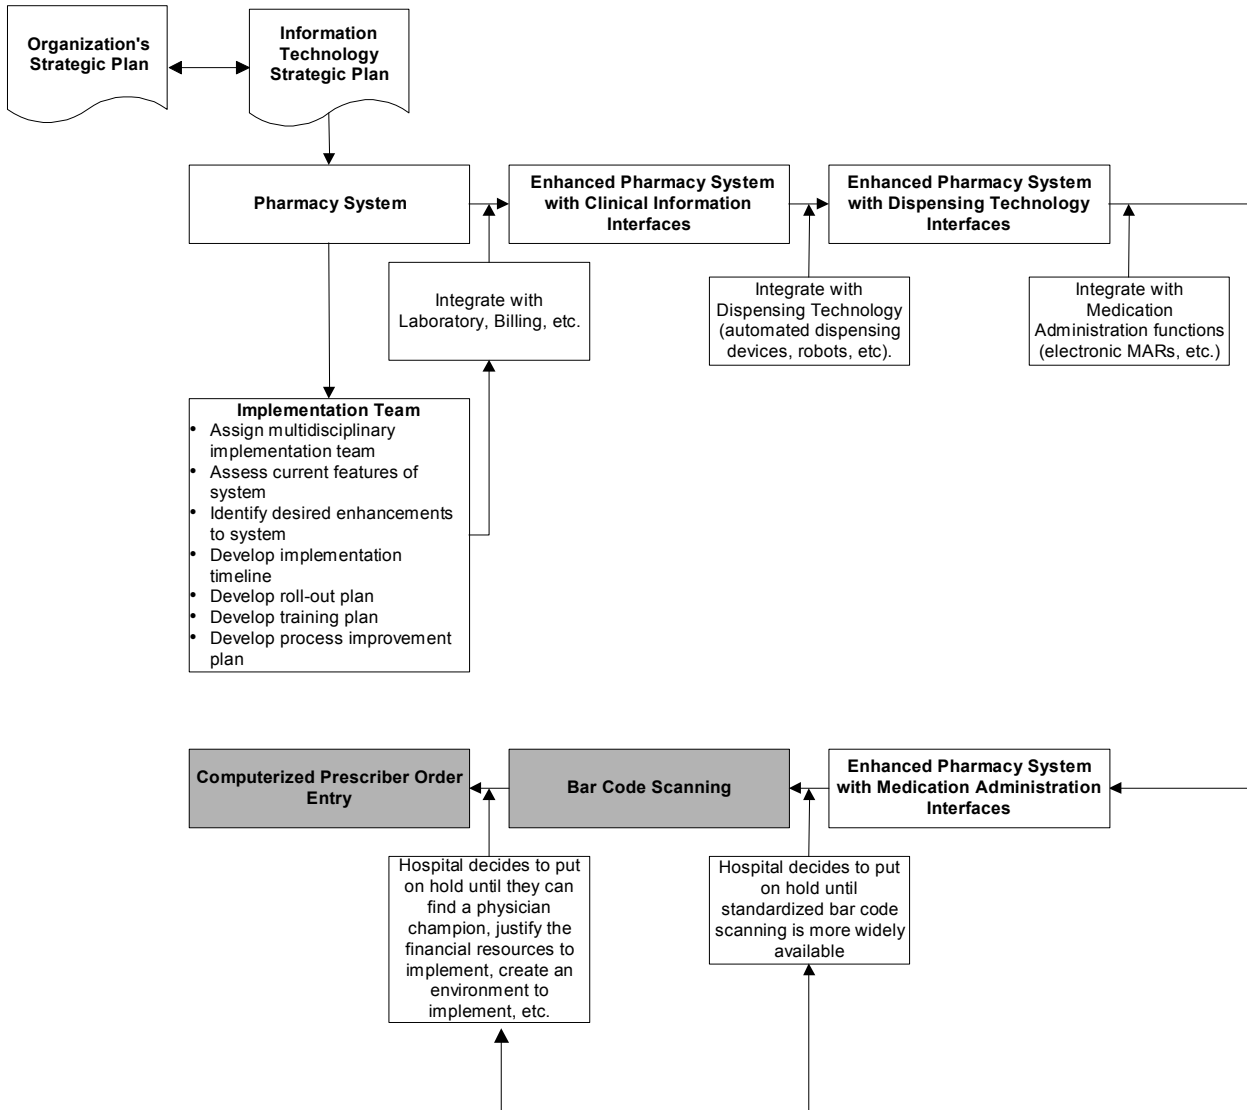 Organization's
Strategic Plan
Information
Technology
Strategic Plan
Pharmacy System
Enhanced Pharmacy System
with Clinical Information
Interfaces
Enhanced Pharmacy System
with Dispensing Technology
Interfaces
Integrate with
Laboratory, Billing, etc.
Integrate with
Dispensing Technology
(automated dispensing
devices, robots, etc).
Integrate with
Medication
Administration functions
(electronic MARs, etc.)
Implementation Team
• Assign multidisciplinary
implementation team
• Assess current features of
system
• Identify desired enhancements
to system
• Develop implementation
timeline
• Develop roll-out plan
• Develop training plan
• Develop process improvement
plan
Computerized Prescriber Order
Entry
Bar Code Scanning
Enhanced Pharmacy System
with Medication Administration
Interfaces
Hospital decides to put
on hold until they can
find a physician
champion, justify the
financial resources to
implement, create an
environment to
implement, etc.
Hospital decides to put
on hold until
standardized bar code
scanning is more widely
available